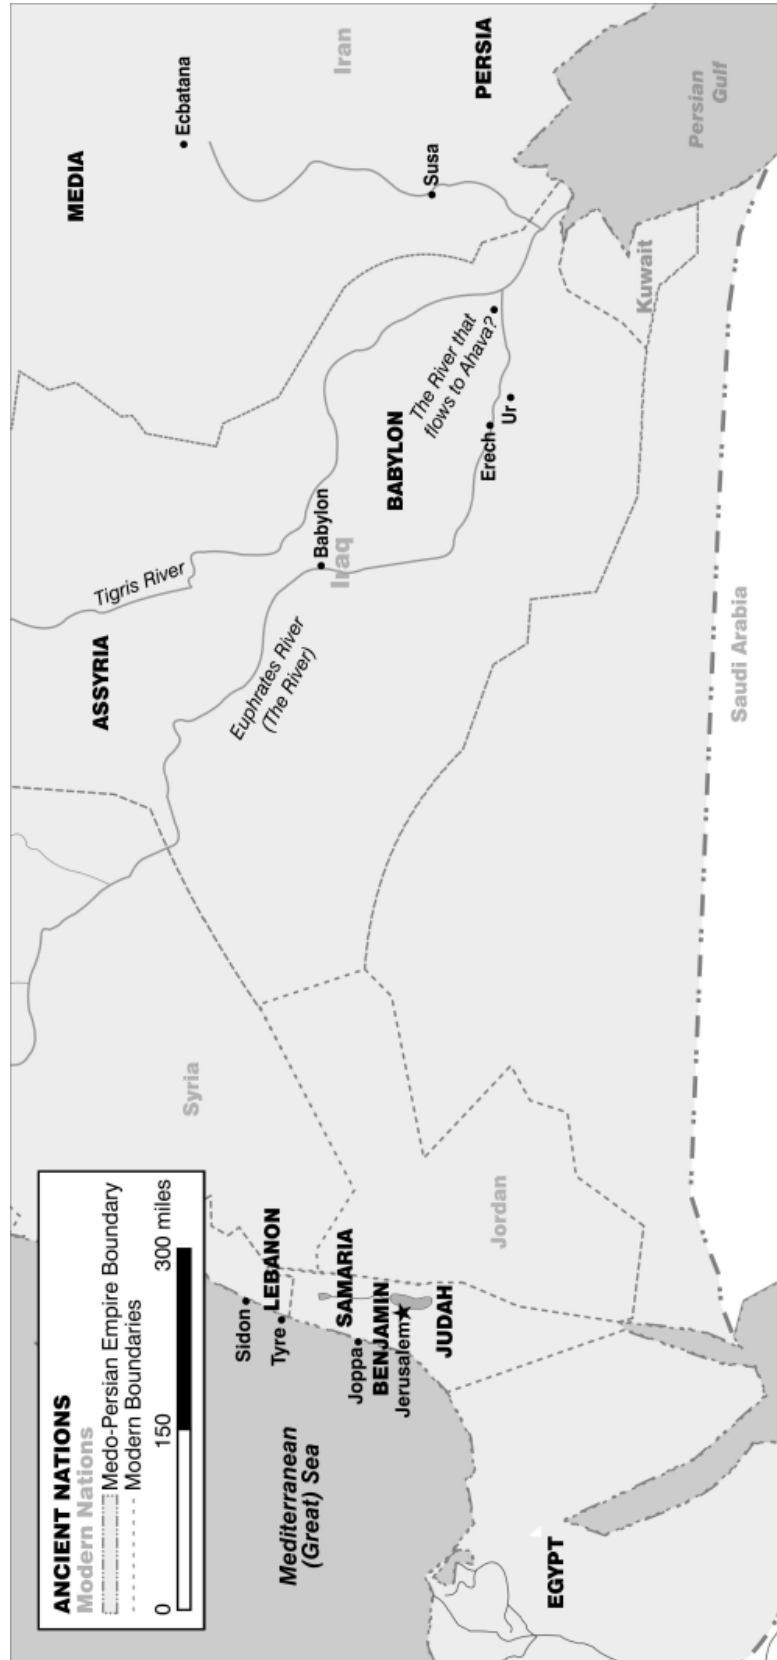 ANCIENT NATIONS
Modern Nations
Medo-Persian Empire Boundary
Modern Boundaries
0
150
300 miles
Mediterranean
(Great) Sea
Sidon
Tyre
LEBANON
Joppa
SAMARIA
BENJAMIN
Jerusalem
JUDAH
EGYPT
Syria
Jordan
ASSYRIA
Tigris River
Euphrates River
(The River)
Babylon
Iraq
BABYLON
The River that
flows to Ahava?
Erech
Ur
Saudi Arabia
MEDIA
Ecbatana
Iran
Susa
PERSIA
Kuwait
Persian
Gulf